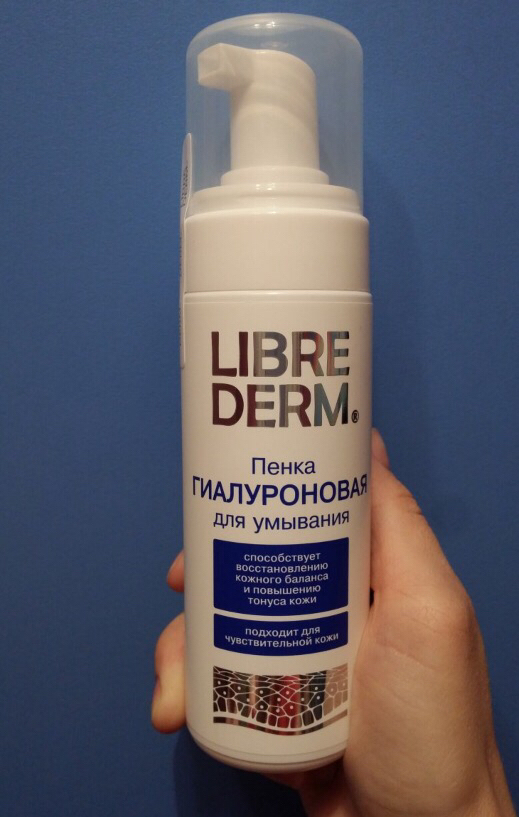 LIBRE
DERM®
Пенка
ГИАЛУРОНОВАЯ
для умывания
способствует
восстановлению
кожного баланса
и повышению
тонуса кожи
подходит для
чувствительной кожи